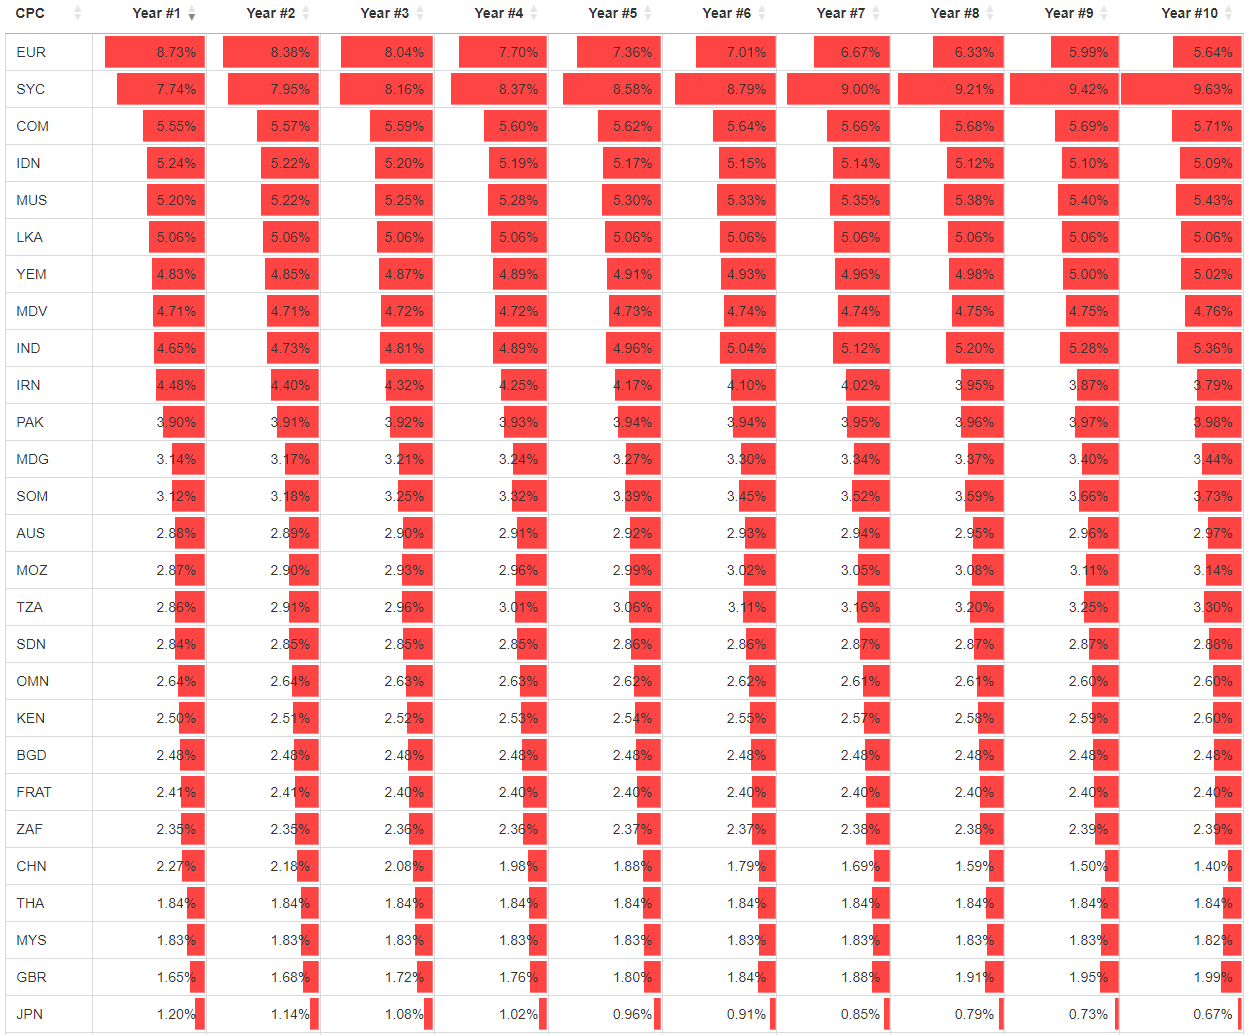 CPC Year #1 Year #2 Year #3 Year #4 Year #5 Year #6 Year #7 Year #8 Year #9 Year #10
EUR 8.73% 8.38% 8.04% 7.70% 7.36% 7.01% 6.67% 6.33% 5.99% 5.64%
SYC 7.74% 7.95% 8.16% 8.37% 8.58% 8.79% 9.00% 9.21% 9.42% 9.63%
COM 5.55% 5.57% 5.59% 5.60% 5.62% 5.64% 5.66% 5.68% 5.69% 5.71%
IDN 5.24% 5.22% 5.20% 5.19% 5.17% 5.15% 5.14% 5.12% 5.10% 5.09%
MUS 5.20% 5.22% 5.25% 5.28% 5.30% 5.33% 5.35% 5.38% 5.40% 5.43%
LKA 5.06% 5.06% 5.06% 5.06% 5.06% 5.06% 5.06% 5.06% 5.06% 5.06%
YEM 4.83% 4.85% 4.87% 4.89% 4.91% 4.93% 4.96% 4.98% 5.00% 5.02%
MDV 4.71% 4.71% 4.72% 4.72% 4.73% 4.74% 4.74% 4.75% 4.75% 4.76%
IND 4.65% 4.73% 4.81% 4.89% 4.96% 5.04% 5.12% 5.20% 5.28% 5.36%
IRN 4.48% 4.40% 4.32% 4.25% 4.17% 4.10% 4.02% 3.95% 3.87% 3.79%
PAK 3.90% 3.91% 3.92% 3.93% 3.94% 3.94% 3.95% 3.96% 3.97% 3.98%
MDG 3.14% 3.17% 3.21% 3.24% 3.27% 3.30% 3.34% 3.37% 3.40% 3.44%
SOM 3.12% 3.18% 3.25% 3.32% 3.39% 3.45% 3.52% 3.59% 3.66% 3.73%
AUS 2.88% 2.89% 2.90% 2.91% 2.92% 2.93% 2.94% 2.95% 2.96% 2.97%
MOZ 2.87% 2.90% 2.93% 2.96% 2.99% 3.02% 3.05% 3.08% 3.11% 3.14%
TZA 2.86% 2.91% 2.96% 3.01% 3.06% 3.11% 3.16% 3.20% 3.25% 3.30%
SDN 2.84% 2.85% 2.85% 2.85% 2.86% 2.86% 2.87% 2.87% 2.87% 2.88%
OMN 2.64% 2.64% 2.63% 2.63% 2.62% 2.62% 2.61% 2.61% 2.60% 2.60%
KEN 2.50% 2.51% 2.52% 2.53% 2.54% 2.55% 2.57% 2.58% 2.59% 2.60%
BGD 2.48% 2.48% 2.48% 2.48% 2.48% 2.48% 2.48% 2.48% 2.48% 2.48%
FRAT 2.41% 2.41% 2.40% 2.40% 2.40% 2.40% 2.40% 2.40% 2.40% 2.40%
ZAF 2.35% 2.35% 2.36% 2.36% 2.37% 2.37% 2.38% 2.38% 2.39% 2.39%
CHN 2.27% 2.18% 2.08% 1.98% 1.88% 1.79% 1.69% 1.59% 1.50% 1.40%
THA 1.84% 1.84% 1.84% 1.84% 1.84% 1.84% 1.84% 1.84% 1.84% 1.84%
MYS 1.83% 1.83% 1.83% 1.83% 1.83% 1.83% 1.83% 1.83% 1.83% 1.82%
GBR 1.65% 1.68% 1.72% 1.76% 1.80% 1.84% 1.88% 1.91% 1.95% 1.99%
JPN 1.20% 1.14% 1.08% 1.02% 0.96% 0.91% 0.85% 0.79% 0.73% 0.67%